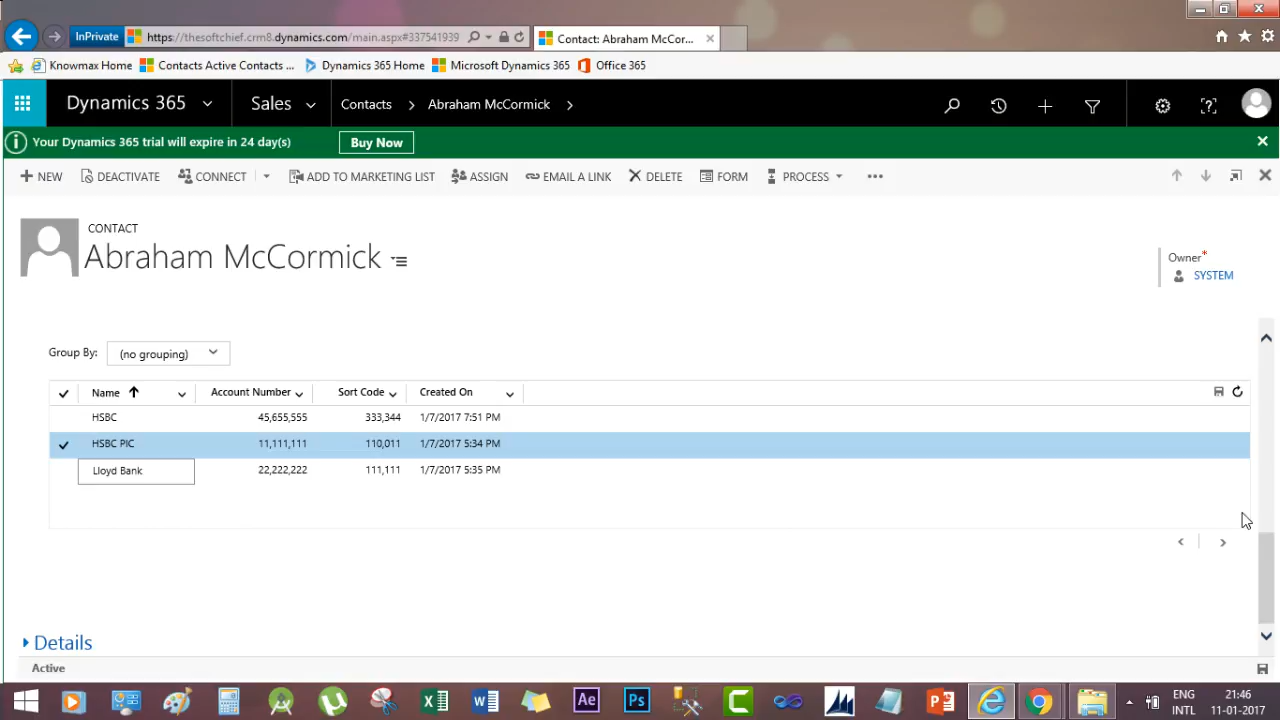 InPrivate https://thesoftchief.crm8.dynamics.com/main.aspx#337541939 Contact: Abraham McCor...
Knowmax Home Contacts Active Contacts ... Dynamics 365 Home Microsoft Dynamics 365 Office 365
Dynamics 365 Sales Contacts > Abraham McCormick >
Your Dynamics 365 trial will expire in 24 day(s) Buy Now
NEW DEACTIVATE CONNECT ADD TO MARKETING LIST ASSIGN EMAIL A LINK DELETE FORM PROCESS
CONTACT
Abraham McCormick
Owner*
SYSTEM
Group By: (no grouping)
Name Account Number Sort Code Created On
HSBC 45,655,555 333,344 1/7/2017 7:51 PM
HSBC PIC 11,111,111 110,011 1/7/2017 5:34 PM
Lloyd Bank 22,222,222 111,111 1/7/2017 5:35 PM
Details
Active
Ae Ps
ENG 21:46
INTL 11-01-2017